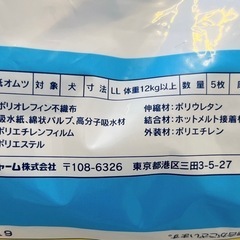 紙オムツ 対象 犬 寸法 LL 体重12kg以上 数量 5枚
ポリオレフィン不織布 伸縮材：ポリウレタン
吸水紙、綿状パルプ、高分子吸水材 結合材：ホットメルト接着
ポリエチレンフィルム 外装材：ポリエチレン
ポリエステル
チャーム株式会社 〒108-6326 東京都港区三田3-5-27